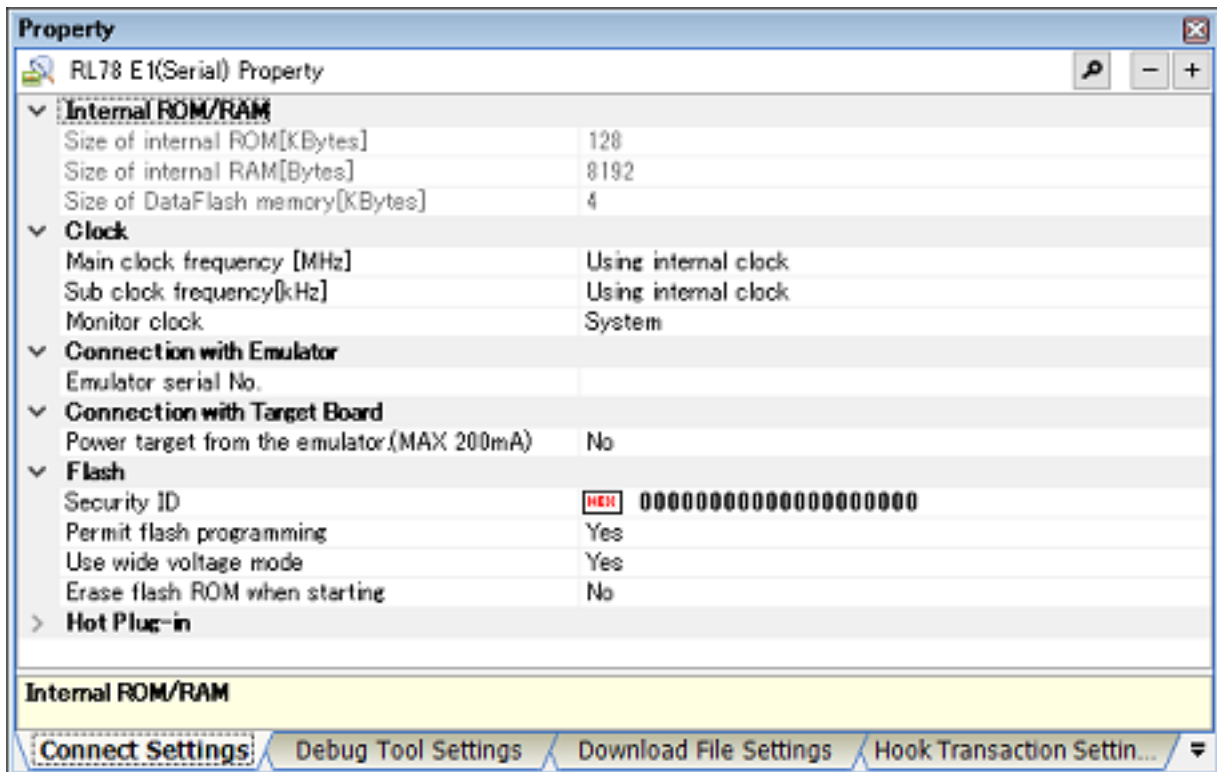 Property
RL78 E1(Serial) Property
Internal ROM/RAM
Size of internal ROM[KBytes] 128
Size of internal RAM[Bytes] 8192
Size of DataFlash memory[KBytes] 4
Clock
Main clock frequency [MHz] Using internal clock
Sub clock frequency[kHz] Using internal clock
Monitor clock System
Connection with Emulator
Emulator serial No.
Connection with Target Board
Power target from the emulator.(MAX 200mA) No
Flash
Security ID HEX 00000000000000000000
Permit flash programming Yes
Use wide voltage mode Yes
Erase flash ROM when starting No
Hot Plug-in
Internal ROM/RAM
Connect Settings Debug Tool Settings Download File Settings Hook Transaction Settin...